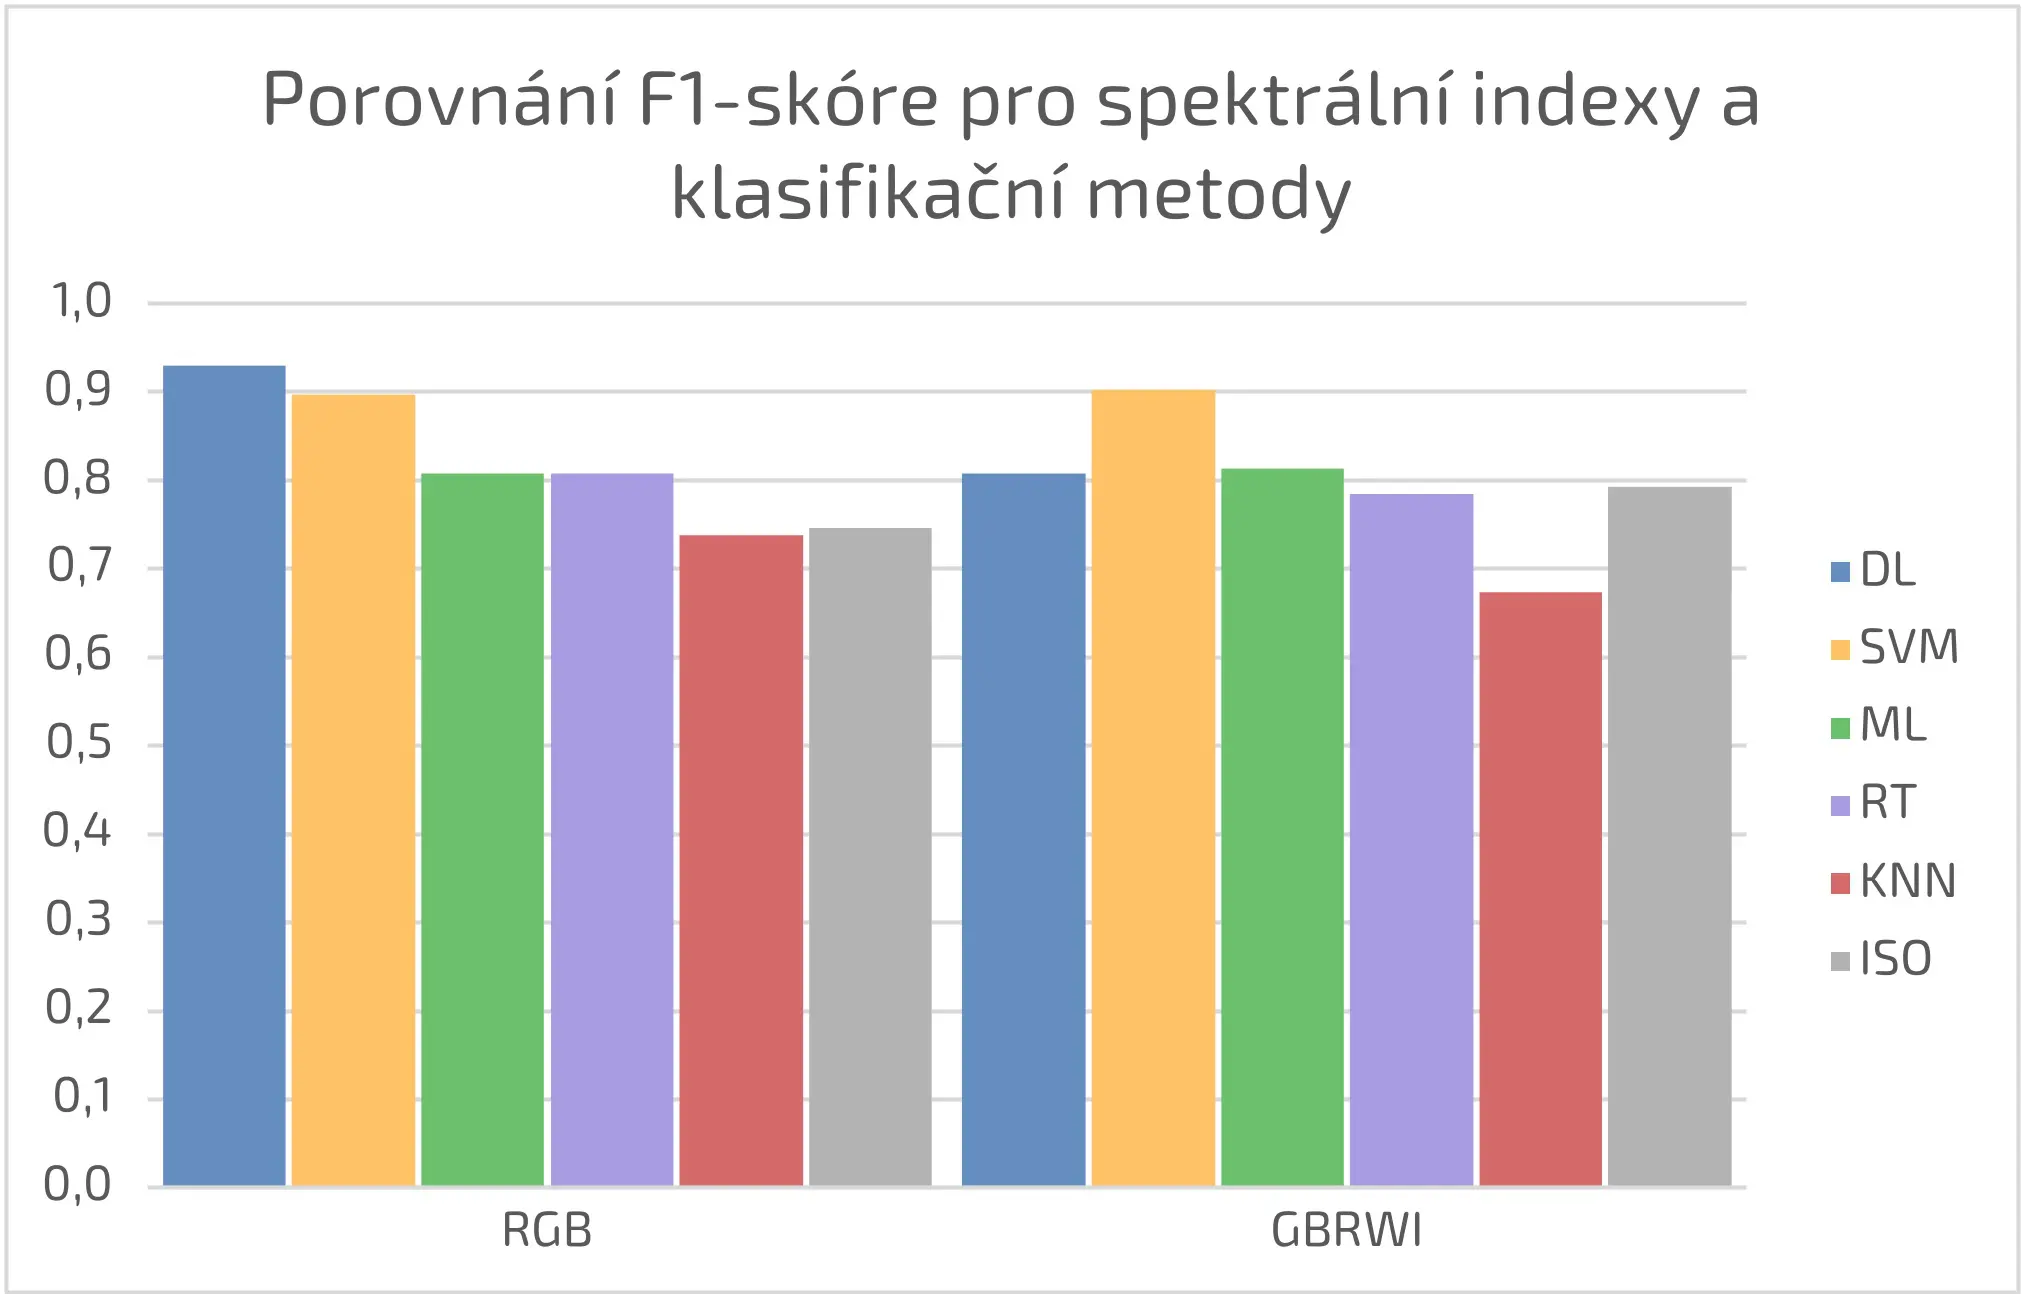 Porovnání F1-skóre pro spektrální indexy a
klasifikační metody
1,0
0,9
0,8
0,7
0,6
0,5
0,4
0,3
0,2
0,1
0,0
RGB
GBRWI
DL
SVM
ML
RT
KNN
ISO